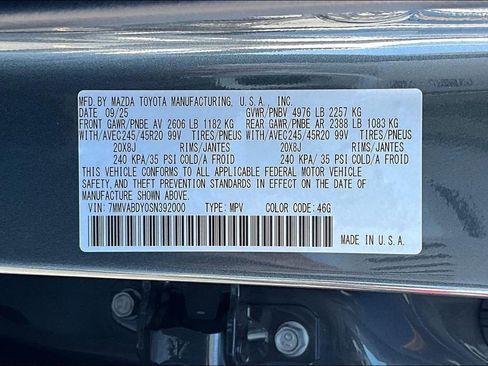 MFD. BY MAZDA TOYOTA MANUFACTURING, U.S.A., INC.
DATE 09/25 GVWR/PNBV 4976 LB 2257 KG
FRONT GAWR/PNBE AV 2606 LB 1182 KG REAR GAWR/PNBE AR 2388 LB 1083 KG
WITH/AVEC245/45R20 99V TIRES/PNEUS WITH/AVEC245/45R20 99V TIRES/PNEUS
20X8J RIMS/JANTES 20X8J RIMS/JANTES
240 KPA/ 35 PSI COLD/A FROID 240 KPA/ 35 PSI COLD/A FROID
THIS VEHICLE CONFORMS TO ALL APPLICABLE FEDERAL MOTOR VEHICLE
SAFETY, AND THEFT PREVENTION STANDARDS IN EFFECT ON THE
DATE OF MANUFACTURE SHOWN ABOVE.
VIN: 7MMVABDY0SN392000 TYPE: MPV COLOR CODE: 46G
MADE IN U.S.A.